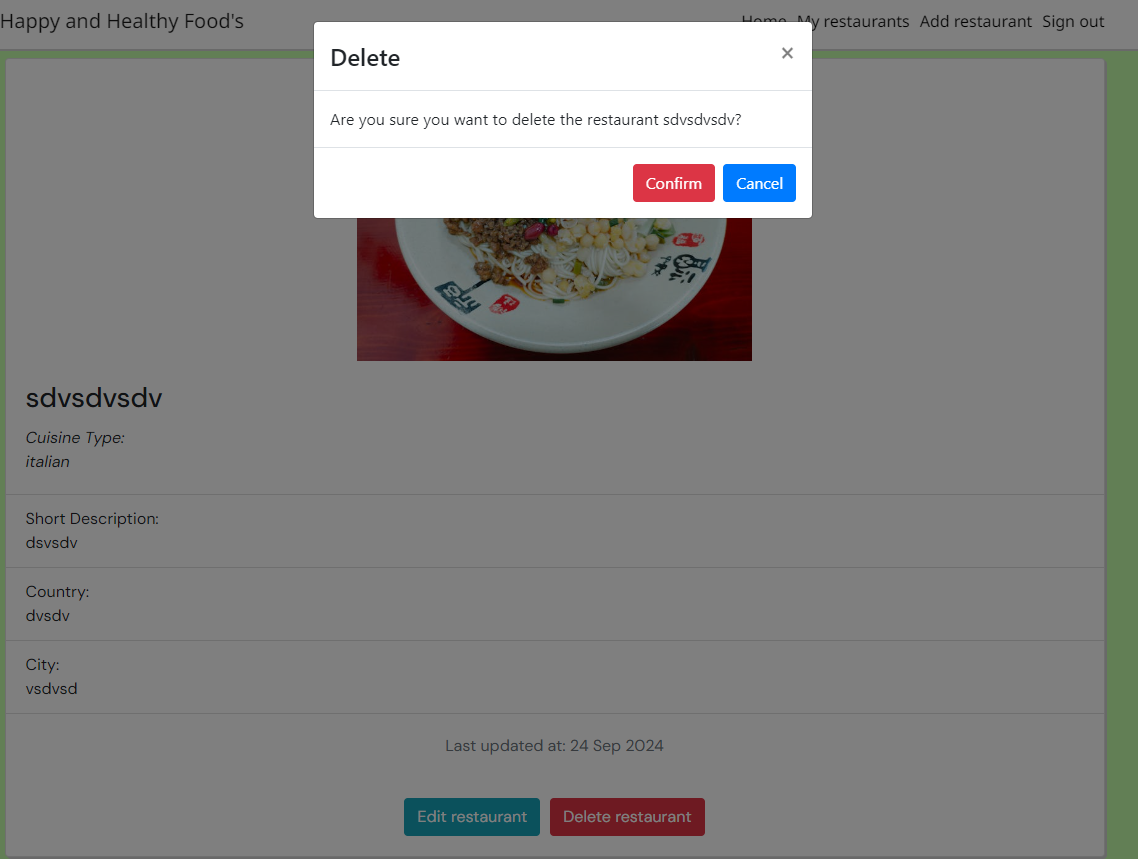 Happy and Healthy Food's
Home My restaurants Add restaurant Sign out
Delete
×
Are you sure you want to delete the restaurant sdvsdvsdv?
Confirm Cancel
sdvsdvsdv
Cuisine Type:
italian
Short Description:
dsvsdv
Country:
dvsdv
City:
vsdvsd
Last updated at: 24 Sep 2024
Edit restaurant Delete restaurant